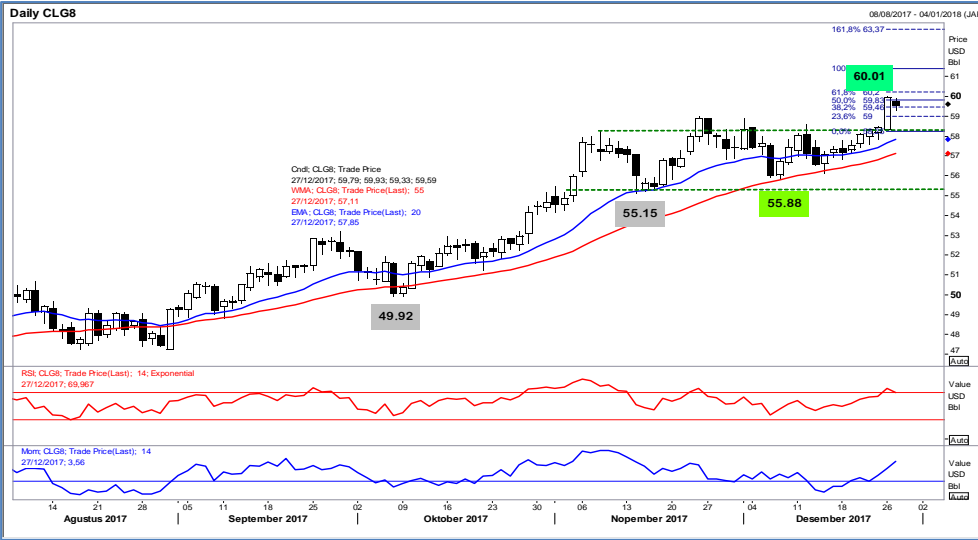 Daily CLG8
08/08/2017 - 04/01/2018 (JA
Price
USD
Bbl
161,8% 63,37
100
61
60.01
61,8% 60,2
60
50,0% 59,83
38,2% 59,46
59
23,6% 59
0,0%
58
57
56
55
54
53
52
51
50
49
48
47
Auto
Cndl; CLG8; Trade Price
27/12/2017; 59,79; 59,93; 59,33; 59,59
WMA; CLG8; Trade Price(Last); 55
27/12/2017; 57,11
EMA; CLG8; Trade Price(Last); 20
27/12/2017; 57,85
55.15
55.88
49.92
RSI; CLG8; Trade Price(Last); 14; Exponential
27/12/2017; 69,967
Value
USD
Bbl
Auto
Mom; CLG8; Trade Price(Last); 14
27/12/2017; 3,56
Value
USD
Bbl
Auto
14 21 28 05 11 18 25 02 09 16 23 30 06 13 20 27 04 11 18 26 02
Agustus 2017 September 2017 Oktober 2017 Nopember 2017 Desember 2017